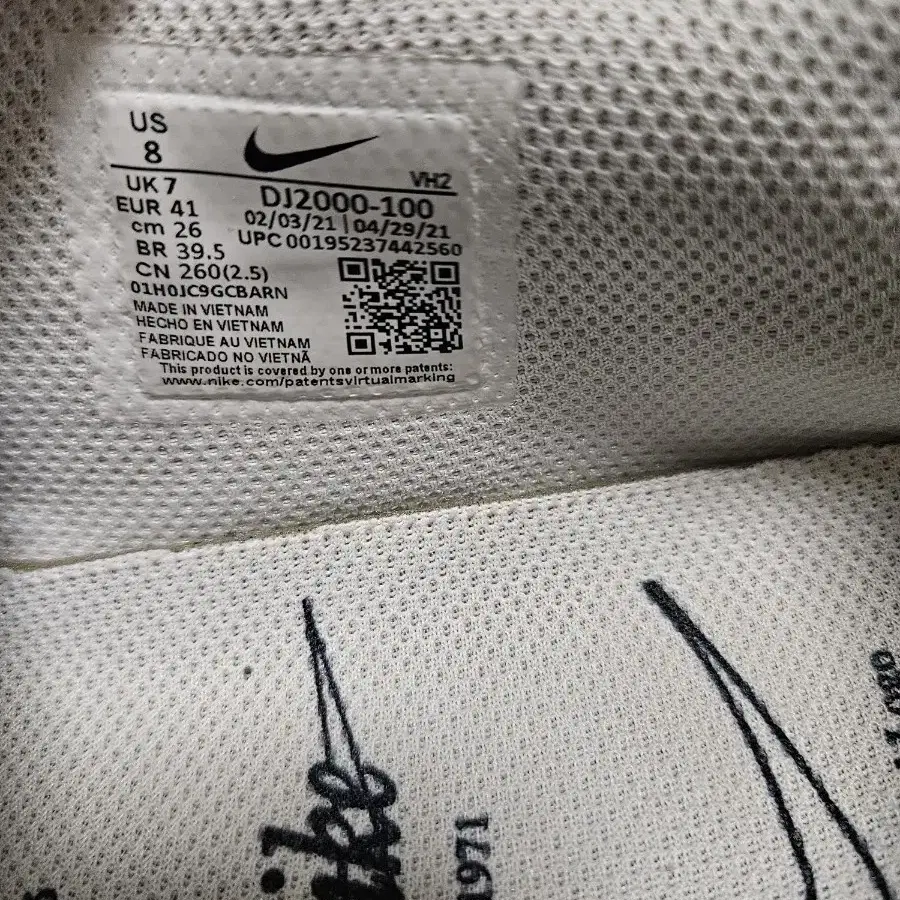 US
8
VH2
UK 7
EUR 41
cm 26
BR 39.5
CN 260(2.5)
DJ2000-100
02/03/21 | 04/29/21
UPC 00195237442560
01H0JC9GCBARN
MADE IN VIETNAM
HECHO EN VIETNAM
FABRIQUE AU VIETNAM
FABRICADO NO VIETNÃ
This product is covered by one or more patents:
www.nike.com/patentsvirtualmarking
ike
1971